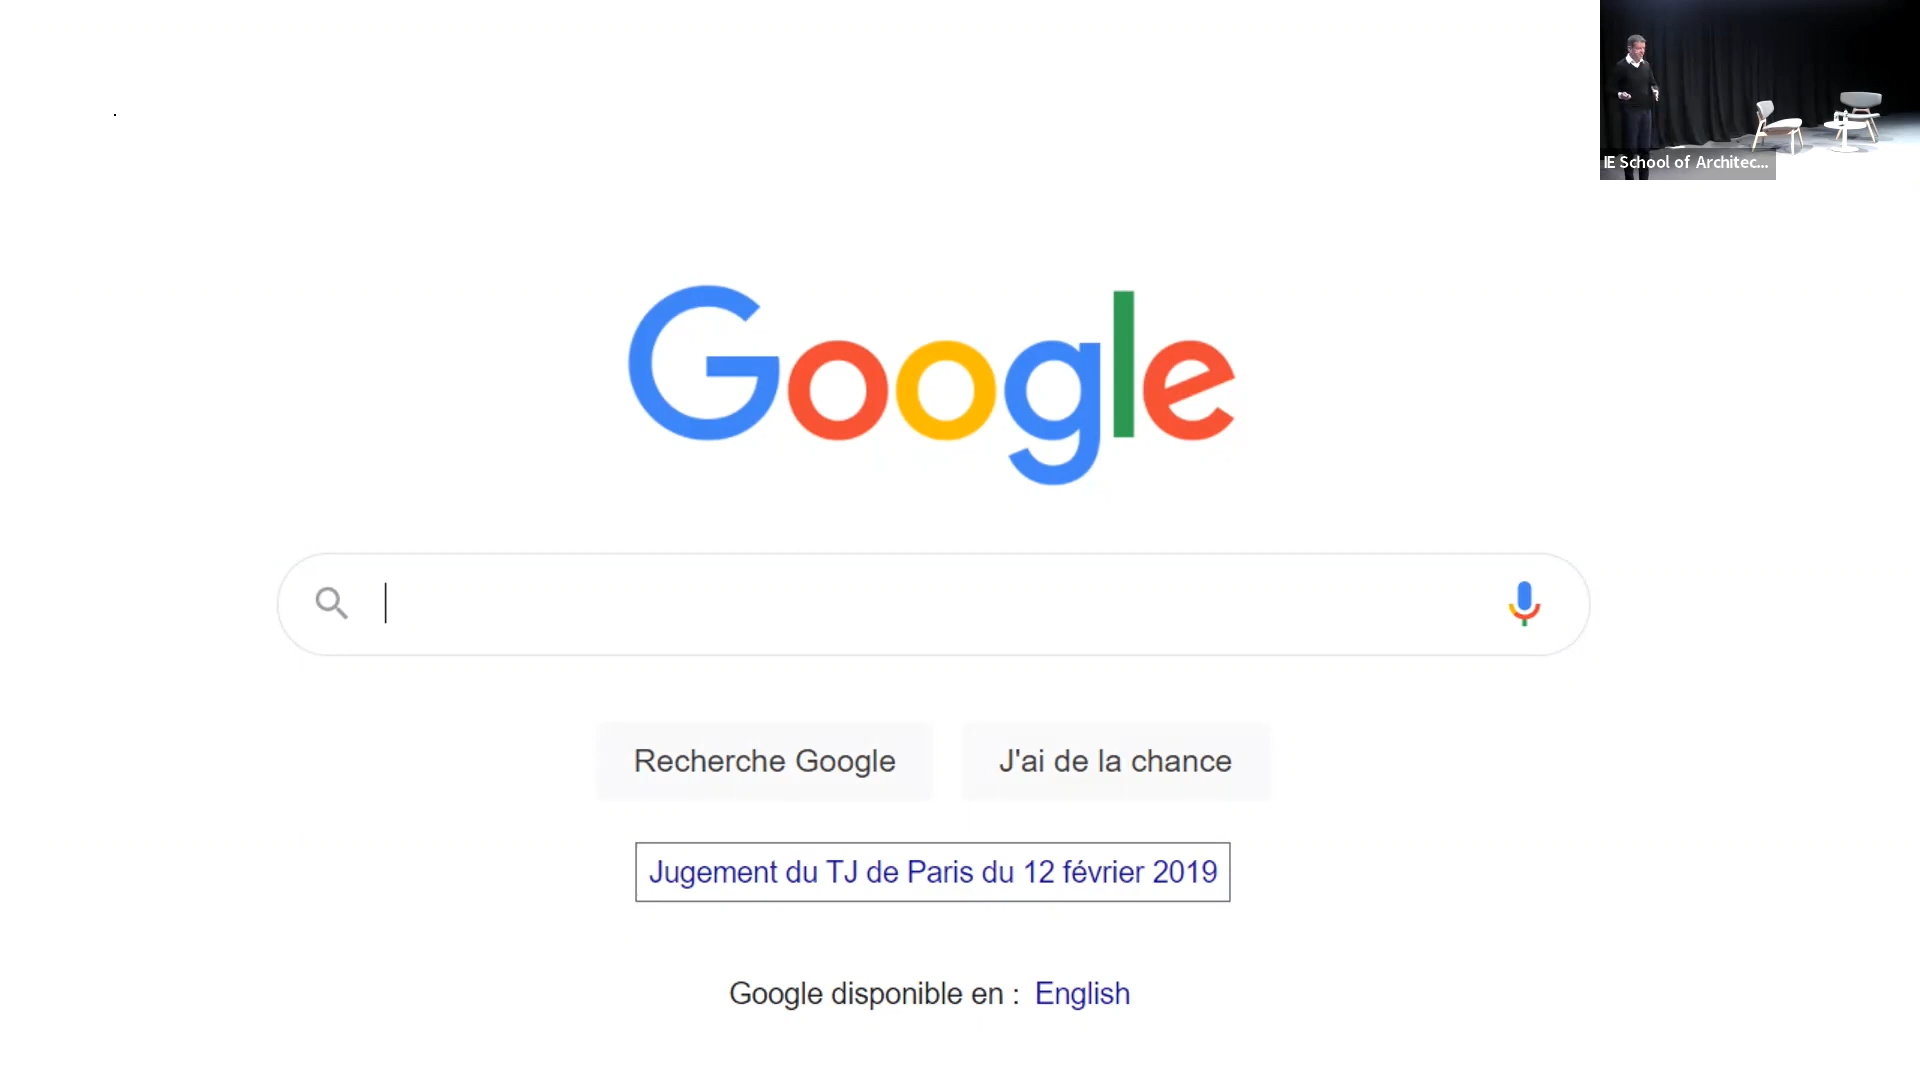 IE School of Architec...
Google
Recherche Google
J'ai de la chance
Jugement du TJ de Paris du 12 février 2019
Google disponible en : English